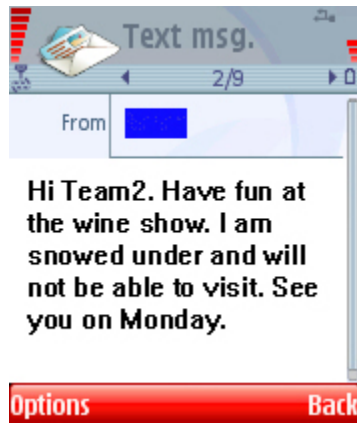 Text msg.
2/9
From
Hi Team2. Have fun at
the wine show. I am
snowed under and will
not be able to visit. See
you on Monday.
Options Back